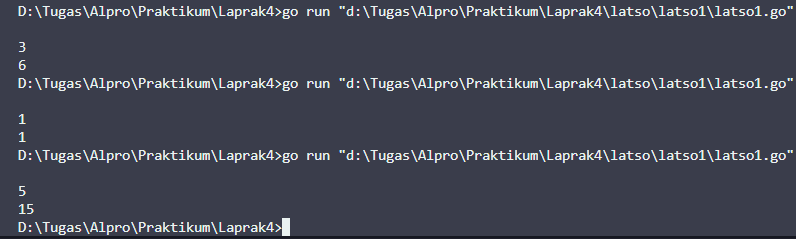 D:\Tugas\Alpro\Praktikum\Laprak4>go run "d:\Tugas\Alpro\Praktikum\Laprak4\latso\latso1\latso1.go"
3
6
D:\Tugas\Alpro\Praktikum\Laprak4>go run "d:\Tugas\Alpro\Praktikum\Laprak4\latso\latso1\latso1.go"
1
1
D:\Tugas\Alpro\Praktikum\Laprak4>go run "d:\Tugas\Alpro\Praktikum\Laprak4\latso\latso1\latso1.go"
5
15
D:\Tugas\Alpro\Praktikum\Laprak4>